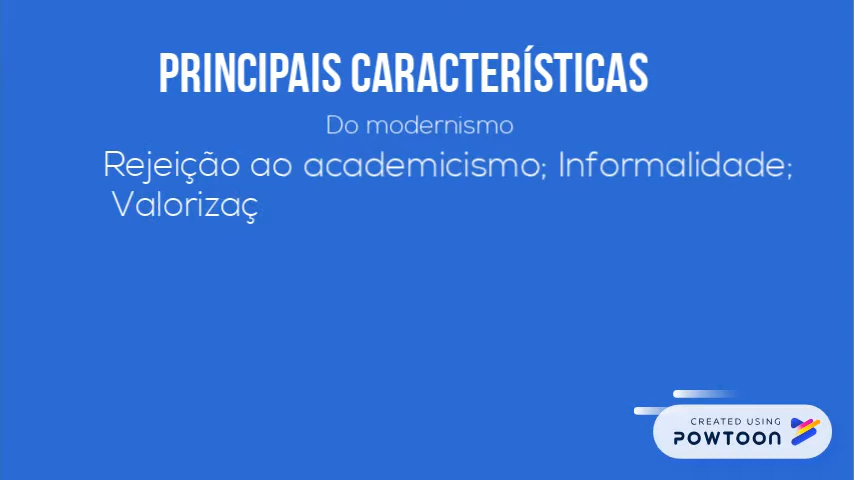 PRINCIPAIS CARACTERÍSTICAS
Do modernismo
Rejeição ao academicismo; Informalidade;
Valorizaç
CREATED USING
POWTOON